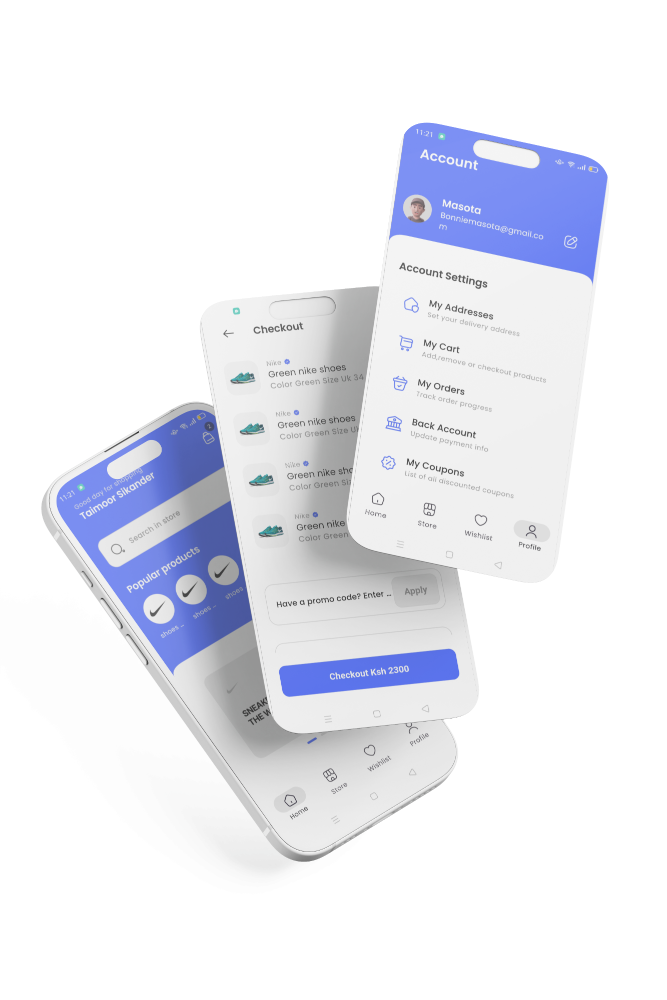 11:21
Account
Masota
Bonniemasota@gmail.co
m
Account Settings
My Addresses
Set your delivery address
My Cart
Add,remove or checkout products
My Orders
Track order progress
Back Account
Update payment info
My Coupons
List of all discounted coupons
Home
Store
Wishlist
Profile
Checkout
Nike
Green nike shoes
Color Green Size Uk 34
Nike
Green nike shoes
Color Green Size Uk
Nike
Green nike sho
Color Green Siz
Nike
Green nike
Color Green
Have a promo code? Enter ..
Apply
Checkout Ksh 2300
11:21
good day for shopping
Taimoor Sikander
Search in store
Popular products
shoes ..
shoes ..
shoes
SNEAK
THE W
Home
Store
Wishlist
Profile